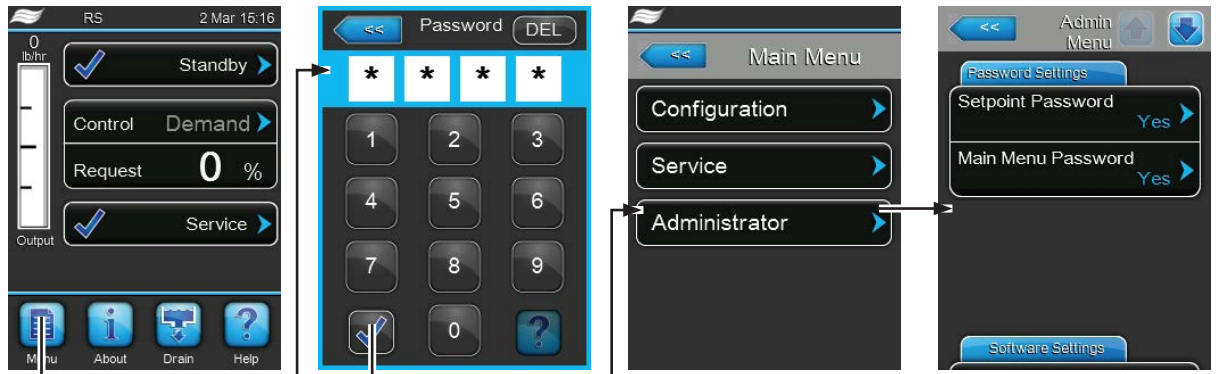 RS 2 Mar 15:16
0
lb/hr
Standby
Control Demand
Request 0 %
Service
Output
Menu About Drain Help
<< Password DEL
* * * *
1 2 3
4 5 6
7 8 9
0 ?
<< Main Menu
Configuration
Service
Administrator
<< Admin
Menu
Password Settings
Setpoint Password
Yes
Main Menu Password
Yes
Software Settings